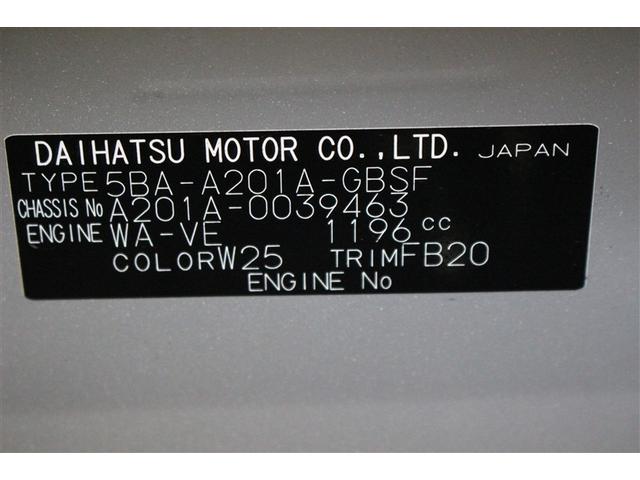 DAIHATSU MOTOR CO.,LTD. JAPAN
TYPE 5BA-A201A-GBSF
CHASSIS No A201A-0039463
ENGINE WA-VE 1196 cc
COLOR W25 TRIM FB20
ENGINE No